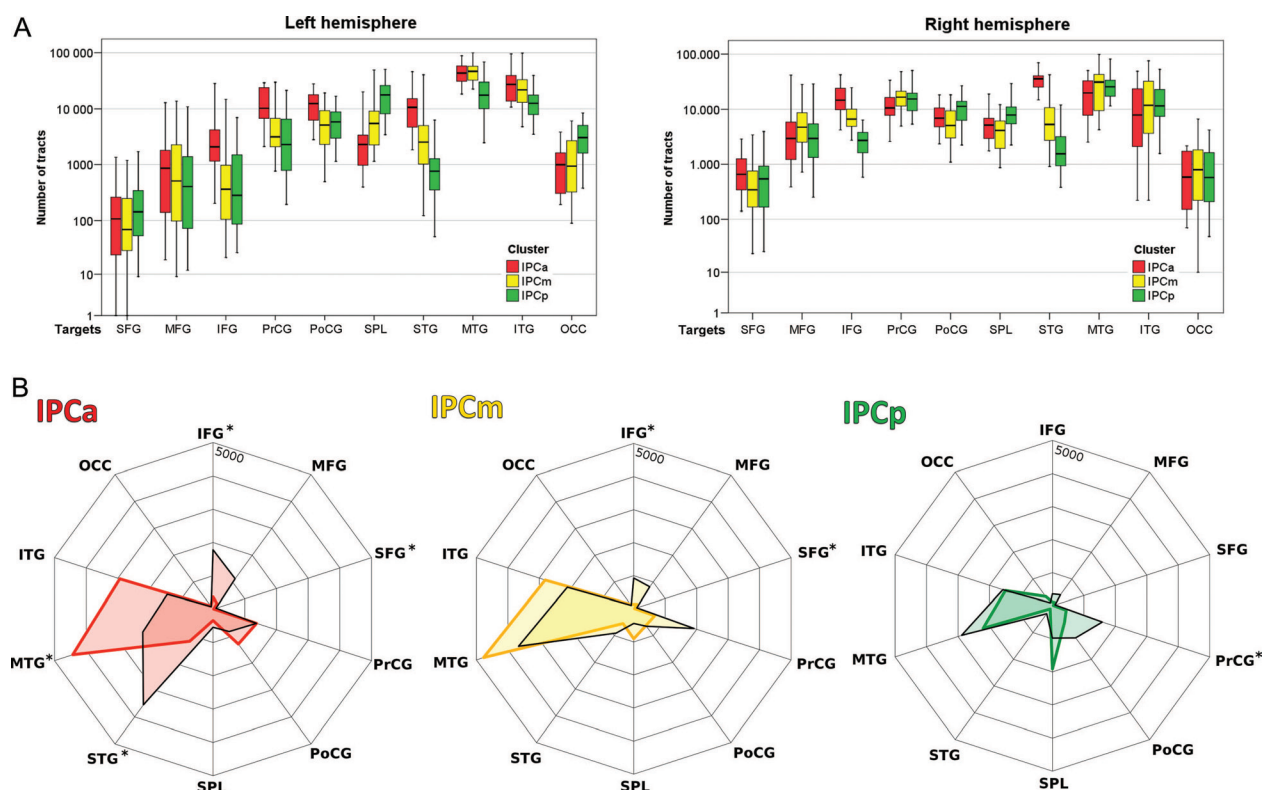 A
Left hemisphere
Number of tracts
100 000
10 000
1000
100
10
1
Cluster
IPCa
IPCm
IPCp
Targets SFG MFG IFG PrCG PoCG SPL STG MTG ITG OCC
Right hemisphere
Number of tracts
100.000
10.000
1.000
100
10
1
Cluster
IPCa
IPCm
IPCp
Targets SFG MFG IFG PrCG PoCG SPL STG MTG ITG OCC
B
IPCa
IFG*
5000
OCC MFG
ITG SFG*
MTG* PrCG
STG* PoCG
SPL
IPCm
IFG*
5000
OCC MFG
ITG SFG*
MTG PrCG
STG PoCG
SPL
IPCp
IFG
5000
OCC MFG
ITG SFG
MTG PrCG*
STG PoCG
SPL